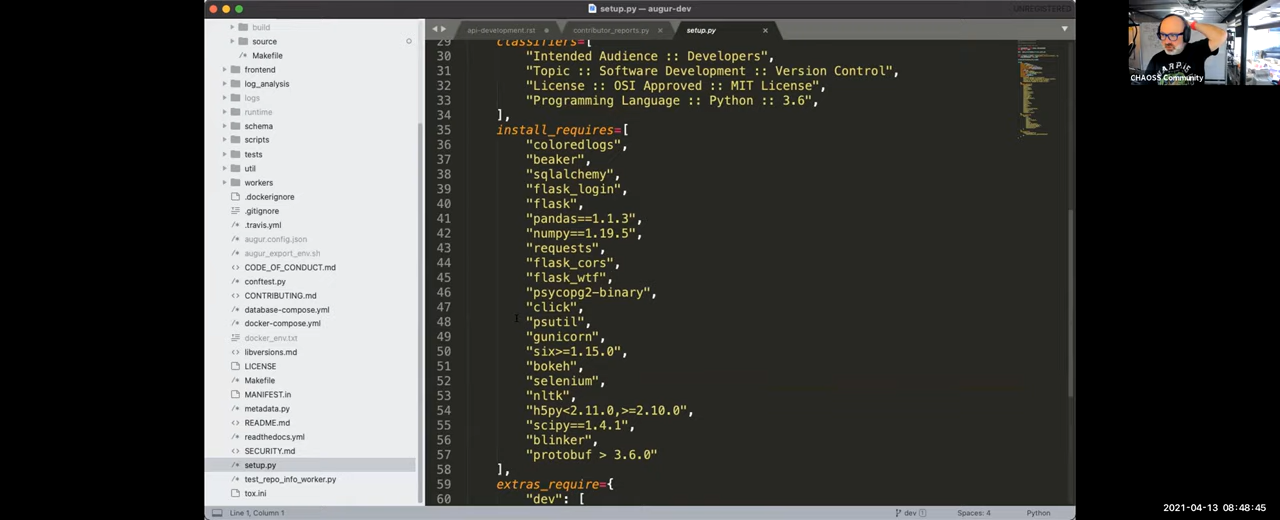 setup.py — augur-dev
UNREGISTERED
build
source
Makefile
frontend
log_analysis
logs
runtime
schema
scripts
tests
util
workers
.dockerignore
.gitignore
.travis.yml
augur.config.json
augur_export_env.sh
CODE_OF_CONDUCT.md
conftest.py
CONTRIBUTING.md
database-compose.yml
docker-compose.yml
docker_env.txt
libversions.md
LICENSE
Makefile
MANIFEST.in
metadata.py
README.md
readthedocs.yml
SECURITY.md
setup.py
test_repo_info_worker.py
tox.ini
api-development.rst
contributor_reports.py
setup.py
29 classifiers=[
30 "Intended Audience :: Developers",
31 "Topic :: Software Development :: Version Control",
32 "License :: OSI Approved :: MIT License",
33 "Programming Language :: Python :: 3.6",
34 ],
35 install_requires=[
36 "coloredlogs",
37 "beaker",
38 "sqlalchemy",
39 "flask_login",
40 "flask",
41 "pandas==1.1.3",
42 "numpy==1.19.5",
43 "requests",
44 "flask_cors",
45 "flask_wtf",
46 "psycopg2-binary",
47 "click",
48 "psutil",
49 "gunicorn",
50 "six>=1.15.0",
51 "bokeh",
52 "selenium",
53 "nltk",
54 "h5py<2.11.0,>=2.10.0",
55 "scipy==1.4.1",
56 "blinker",
57 "protobuf > 3.6.0"
58 ],
59 extras_require={
60 "dev": [
Line 1, Column 1
dev 1
Spaces: 4
Python
CHAOSS Community
2021-04-13 08:48:45